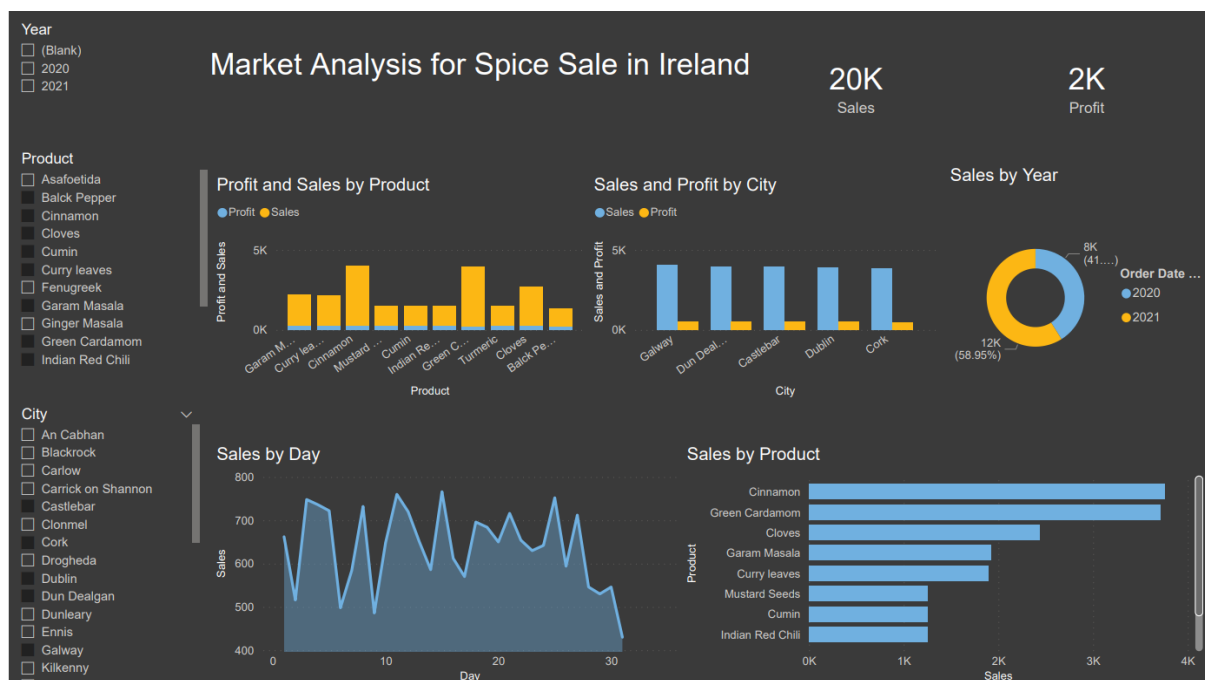 Year
(Blank)
2020
2021
Market Analysis for Spice Sale in Ireland
20K
Sales
2K
Profit
Product
Asafoetida
Balck Pepper
Cinnamon
Cloves
Cumin
Curry leaves
Fenugreek
Garam Masala
Ginger Masala
Green Cardamom
Indian Red Chili
Profit and Sales by Product
Profit Sales
Profit and Sales
5K
0K
Garam M...
Curry lea...
Cinnamon
Mustard ...
Cumin
Indian Re...
Green C...
Turmeric
Cloves
Balck Pe...
Product
Sales and Profit by City
Sales Profit
Sales and Profit
5K
0K
Galway
Dun Deal...
Castlebar
Dublin
Cork
City
Sales by Year
8K
(41....)
12K
(58.95%)
Order Date ...
2020
2021
City
An Cabhan
Blackrock
Carlow
Carrick on Shannon
Castlebar
Clonmel
Cork
Drogheda
Dublin
Dun Dealgan
Dunleary
Ennis
Galway
Kilkenny
Sales by Day
Sales
800
700
600
500
400
0 10 20 30
Day
Sales by Product
Product
Cinnamon
Green Cardamom
Cloves
Garam Masala
Curry leaves
Mustard Seeds
Cumin
Indian Red Chili
0K 1K 2K 3K 4K
Sales